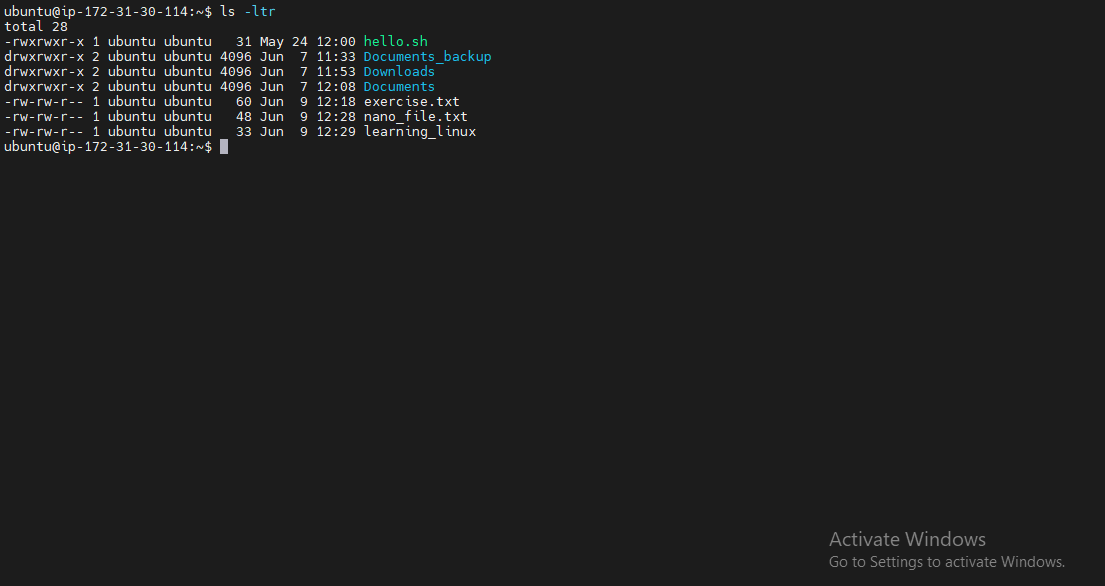 ubuntu@ip-172-31-30-114:~$ ls -ltr
total 28
-rwxrwxr-x 1 ubuntu ubuntu   31 May 24 12:00 hello.sh
drwxrwxr-x 2 ubuntu ubuntu 4096 Jun  7 11:33 Documents_backup
drwxrwxr-x 2 ubuntu ubuntu 4096 Jun  7 11:53 Downloads
drwxrwxr-x 2 ubuntu ubuntu 4096 Jun  7 12:08 Documents
-rw-rw-r-- 1 ubuntu ubuntu   60 Jun  9 12:18 exercise.txt
-rw-rw-r-- 1 ubuntu ubuntu   48 Jun  9 12:28 nano_file.txt
-rw-rw-r-- 1 ubuntu ubuntu   33 Jun  9 12:29 learning_linux
ubuntu@ip-172-31-30-114:~$
Activate Windows
Go to Settings to activate Windows.